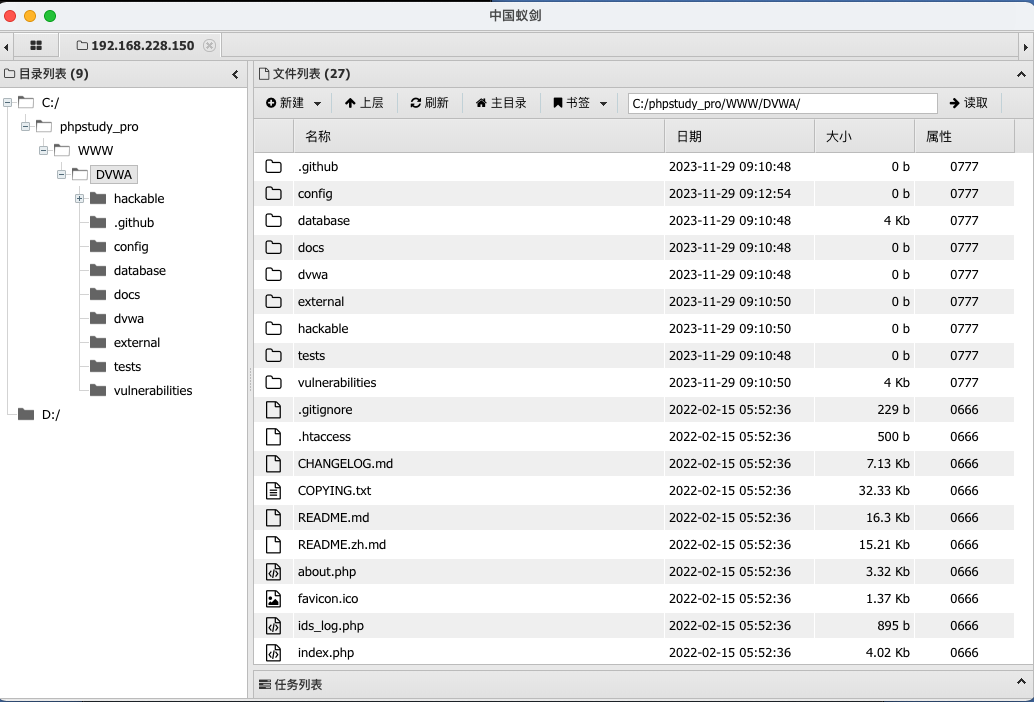 中国蚁剑
192.168.228.150
目录列表 (9)
C:/
phpstudy_pro
WWW
DVWA
hackable
.github
config
database
docs
dvwa
external
tests
vulnerabilities
D:/
文件列表 (27)
新建 上层 刷新 主目录 书签 C:/phpstudy_pro/WWW/DVWA/ 读取
名称 日期 大小 属性
.github 2023-11-29 09:10:48 0 b 0777
config 2023-11-29 09:12:54 0 b 0777
database 2023-11-29 09:10:48 4 Kb 0777
docs 2023-11-29 09:10:48 0 b 0777
dvwa 2023-11-29 09:10:48 0 b 0777
external 2023-11-29 09:10:50 0 b 0777
hackable 2023-11-29 09:10:50 0 b 0777
tests 2023-11-29 09:10:48 0 b 0777
vulnerabilities 2023-11-29 09:10:50 4 Kb 0777
.gitignore 2022-02-15 05:52:36 229 b 0666
.htaccess 2022-02-15 05:52:36 500 b 0666
CHANGELOG.md 2022-02-15 05:52:36 7.13 Kb 0666
COPYING.txt 2022-02-15 05:52:36 32.33 Kb 0666
README.md 2022-02-15 05:52:36 16.3 Kb 0666
README.zh.md 2022-02-15 05:52:36 15.21 Kb 0666
about.php 2022-02-15 05:52:36 3.32 Kb 0666
favicon.ico 2022-02-15 05:52:36 1.37 Kb 0666
ids_log.php 2022-02-15 05:52:36 895 b 0666
index.php 2022-02-15 05:52:36 4.02 Kb 0666
任务列表